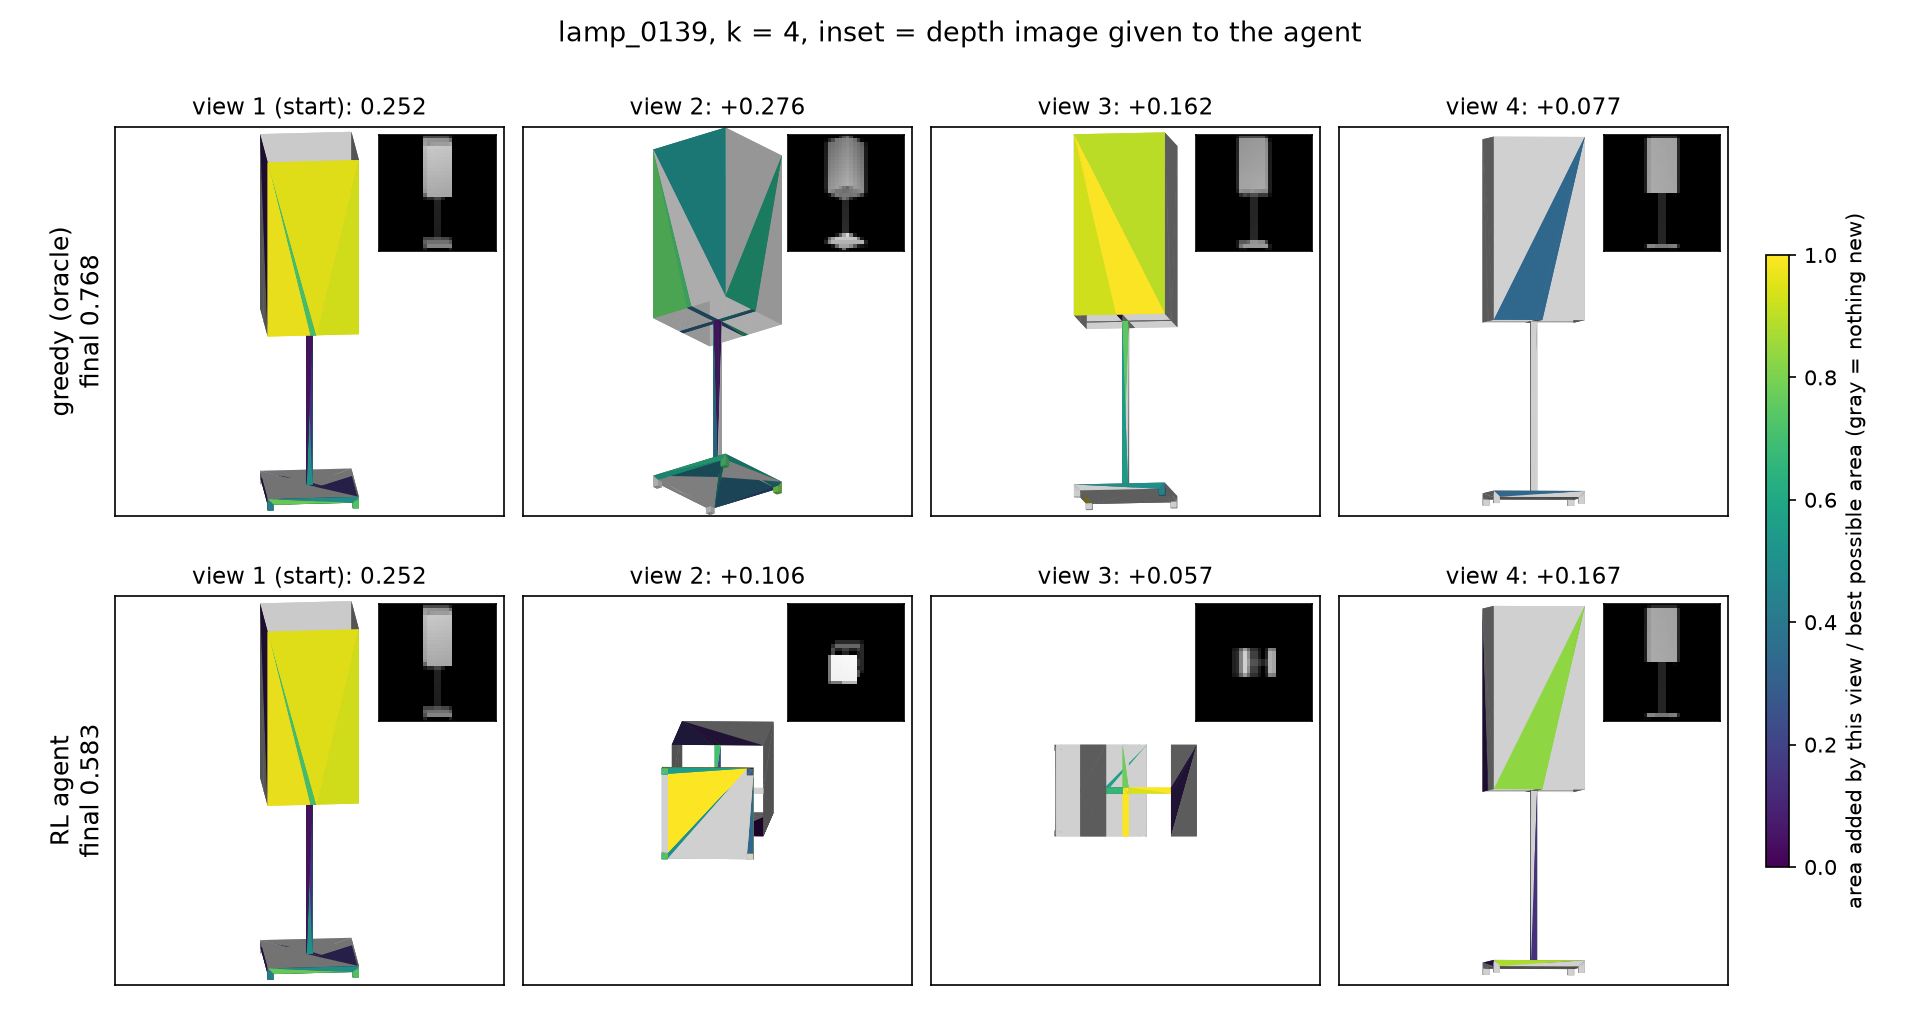 lamp_0139, k = 4, inset = depth image given to the agent
view 1 (start): 0.252
view 2: +0.276
view 3: +0.162
view 4: +0.077
greedy (oracle)
final 0.768
view 1 (start): 0.252
view 2: +0.106
view 3: +0.057
view 4: +0.167
RL agent
final 0.583
1.0
0.8
0.6
0.4
0.2
0.0
area added by this view / best possible area (gray = nothing new)